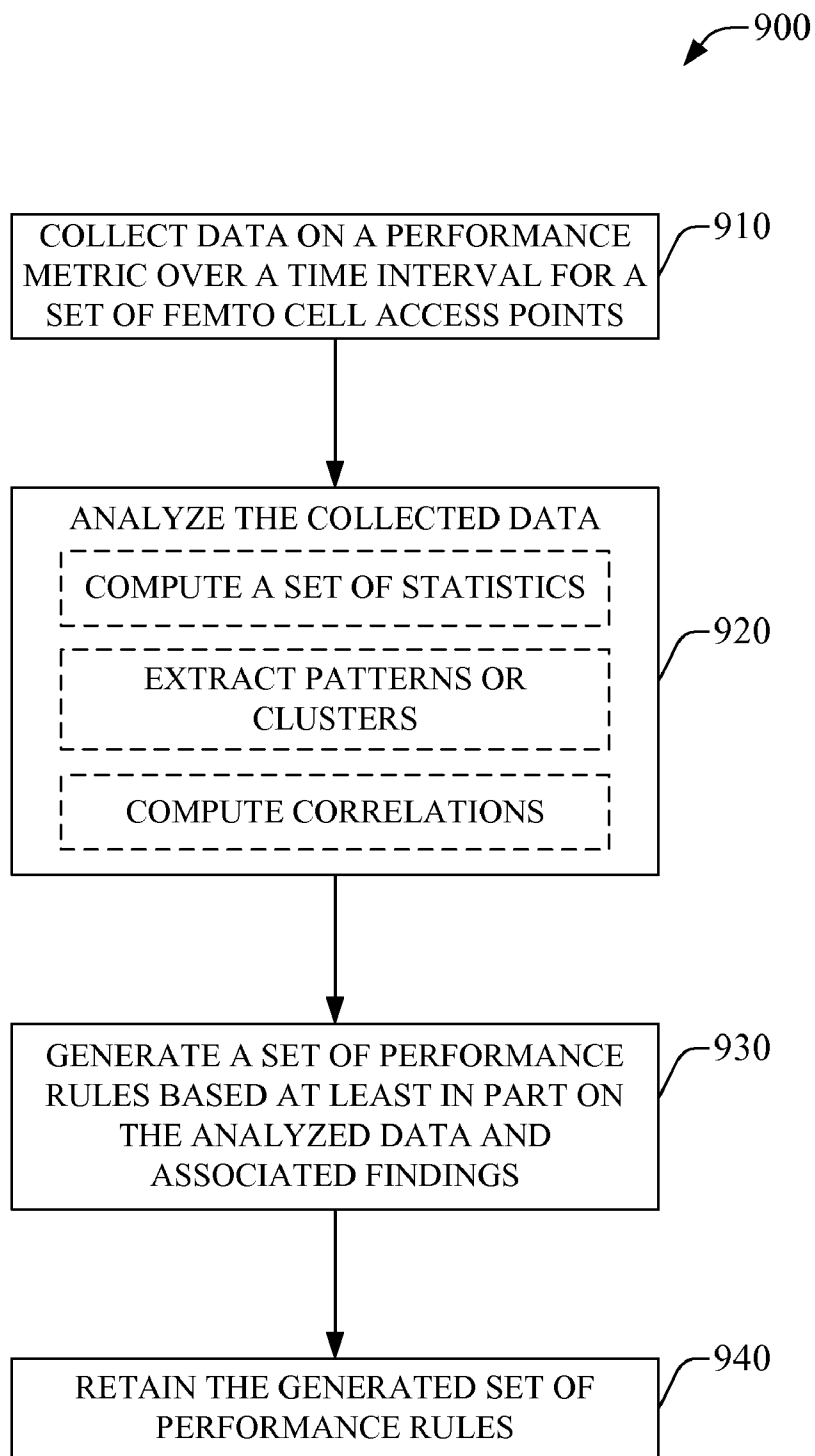 900
COLLECT DATA ON A PERFORMANCE
METRIC OVER A TIME INTERVAL FOR A
SET OF FEMTO CELL ACCESS POINTS
910
ANALYZE THE COLLECTED DATA
COMPUTE A SET OF STATISTICS
EXTRACT PATTERNS OR
CLUSTERS
COMPUTE CORRELATIONS
920
GENERATE A SET OF PERFORMANCE
RULES BASED AT LEAST IN PART ON
THE ANALYZED DATA AND
ASSOCIATED FINDINGS
930
RETAIN THE GENERATED SET OF
PERFORMANCE RULES
940